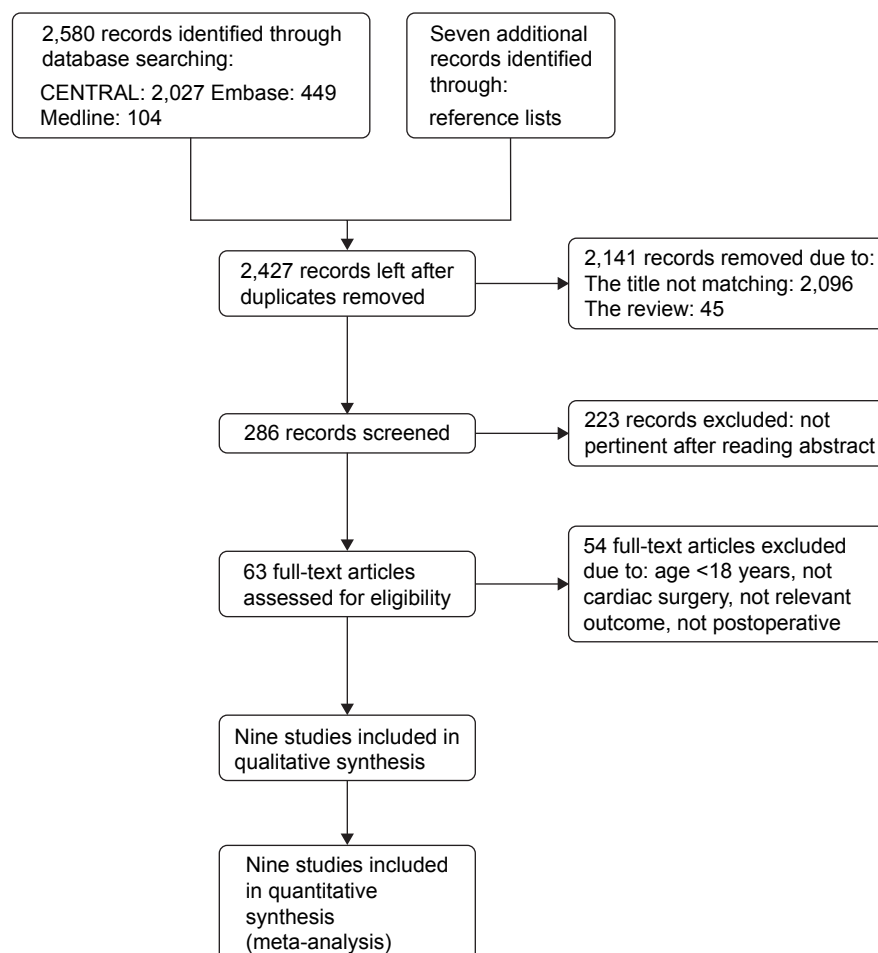 2,580 records identified through
database searching:
CENTRAL: 2,027 Embase: 449
Medline: 104
Seven additional
records identified
through:
reference lists
2,427 records left after
duplicates removed
2,141 records removed due to:
The title not matching: 2,096
The review: 45
286 records screened
223 records excluded: not
pertinent after reading abstract
63 full-text articles
assessed for eligibility
54 full-text articles excluded
due to: age <18 years, not
cardiac surgery, not relevant
outcome, not postoperative
Nine studies included in
qualitative synthesis
Nine studies included
in quantitative
synthesis
(meta-analysis)